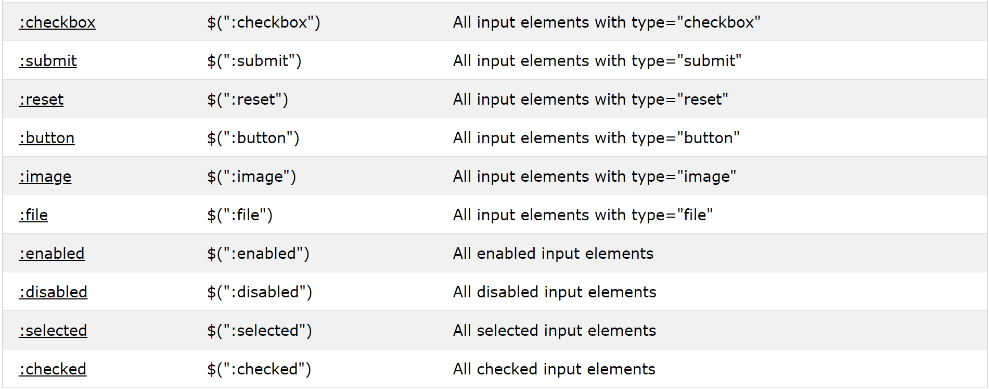 :checkbox $(":checkbox") All input elements with type="checkbox"
:submit $(":submit") All input elements with type="submit"
:reset $(":reset") All input elements with type="reset"
:button $(":button") All input elements with type="button"
:image $(":image") All input elements with type="image"
:file $(":file") All input elements with type="file"
:enabled $(":enabled") All enabled input elements
:disabled $(":disabled") All disabled input elements
:selected $(":selected") All selected input elements
:checked $(":checked") All checked input elements